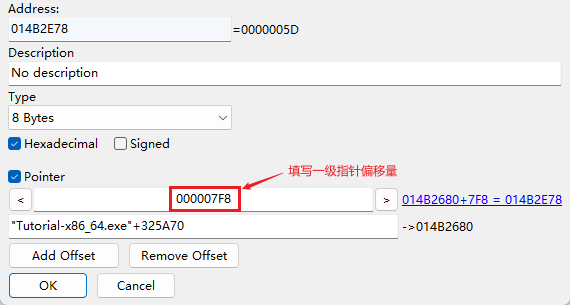 Address:
014B2E78 =0000005D
Description
No description
Type
8 Bytes
Hexadecimal Signed
Pointer
填写一级指针偏移量
< 000007F8 > 014B2680+7F8 = 014B2E78
"Tutorial-x86_64.exe"+325A70 ->014B2680
Add Offset Remove Offset
OK Cancel